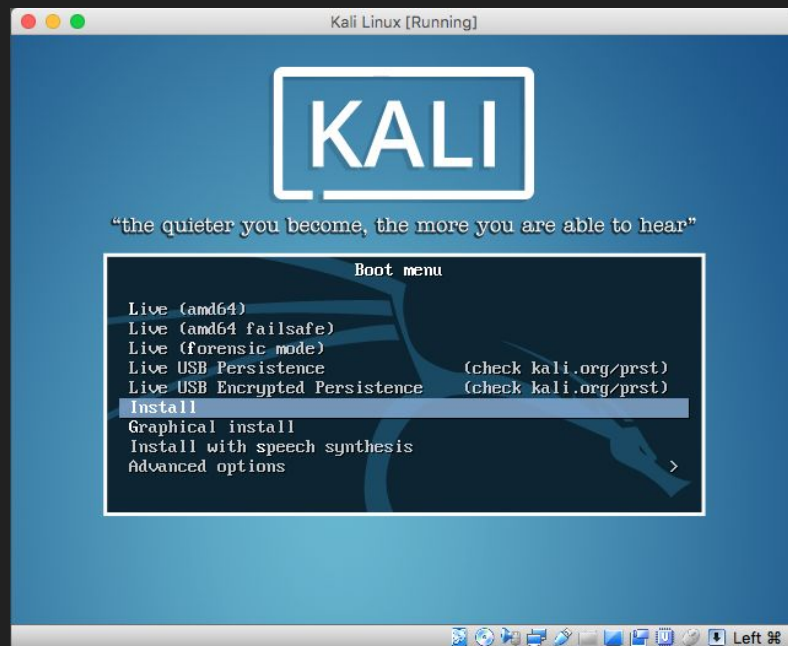 Kali Linux [Running]
KALI
“the quieter you become, the more you are able to hear”
Boot menu
Live (amd64)
Live (amd64 failsafe)
Live (forensic mode)
Live USB Persistence (check kali.org/prst)
Live USB Encrypted Persistence (check kali.org/prst)
Install
Graphical install
Install with speech synthesis
Advanced options >
Left ⌘